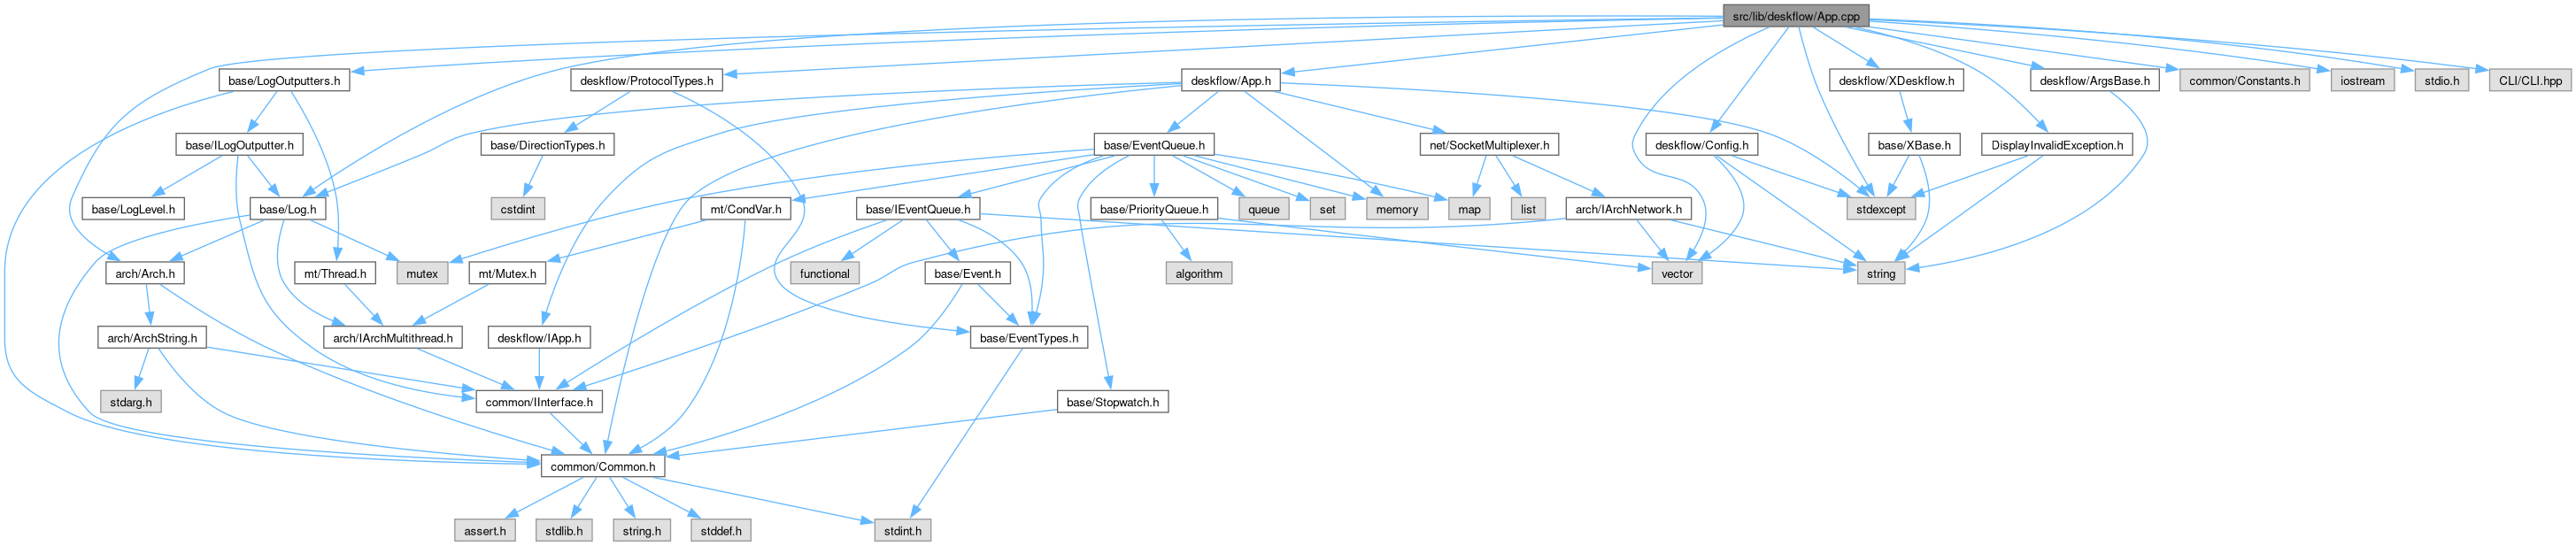 src/lib/deskflow/App.cpp
base/LogOutputters.h
deskflow/ProtocolTypes.h
deskflow/App.h
deskflow/XDeskflow.h
deskflow/ArgsBase.h
common/Constants.h
iostream
stdio.h
CLI/CLI.hpp
base/ILogOutputter.h
base/DirectionTypes.h
base/EventQueue.h
net/SocketMultiplexer.h
deskflow/Config.h
base/XBase.h
DisplayInvalidException.h
base/LogLevel.h
base/Log.h
cstdint
mt/CondVar.h
base/IEventQueue.h
base/PriorityQueue.h
queue
set
memory
map
list
arch/IArchNetwork.h
stdexcept
arch/Arch.h
mt/Thread.h
mutex
mt/Mutex.h
functional
base/Event.h
algorithm
vector
string
arch/ArchString.h
arch/IArchMultithread.h
deskflow/IApp.h
base/EventTypes.h
stdarg.h
common/IInterface.h
base/Stopwatch.h
common/Common.h
assert.h
stdlib.h
string.h
stddef.h
stdint.h